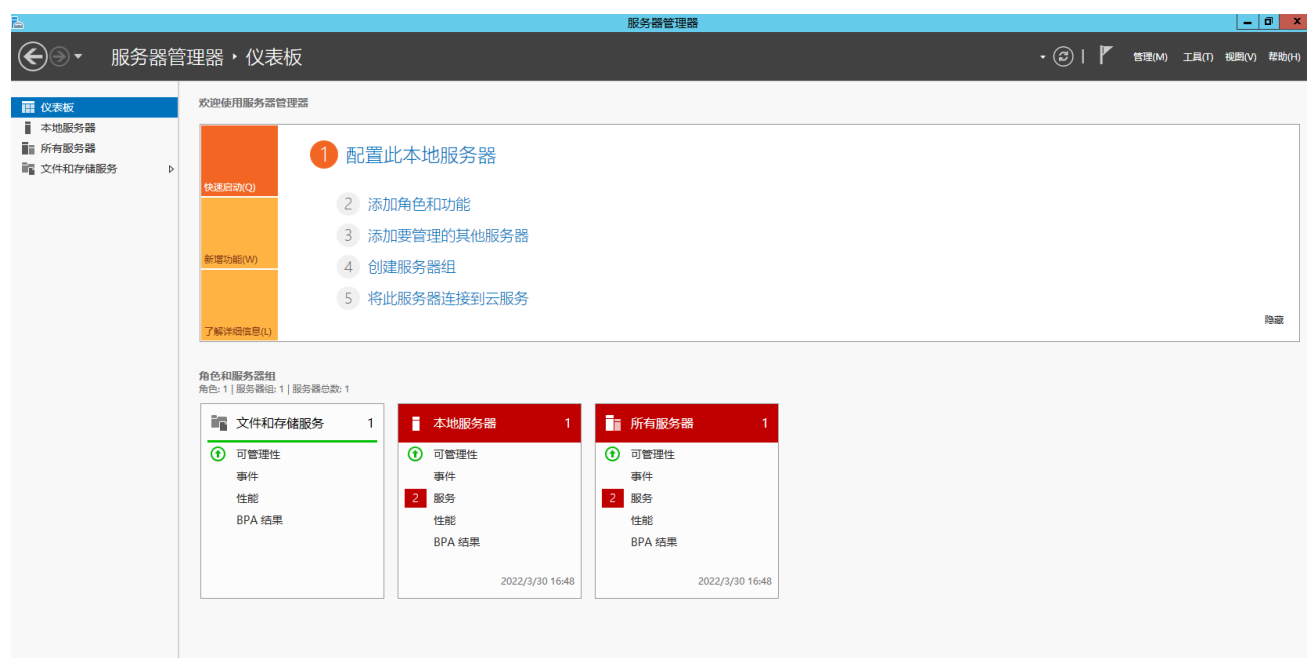 服务器管理器
服务器管理器 · 仪表板
管理(M) 工具(T) 视图(V) 帮助(H)
仪表板
本地服务器
所有服务器
文件和存储服务
欢迎使用服务器管理器
快速启动(Q)
新增功能(W)
了解详细信息(L)
1 配置此本地服务器
2 添加角色和功能
3 添加要管理的其他服务器
4 创建服务器组
5 将此服务器连接到云服务
隐藏
角色和服务器组
角色: 1 | 服务器组: 1 | 服务器总数: 1
文件和存储服务 1
可管理性
事件
性能
BPA 结果
本地服务器 1
可管理性
事件
2 服务
性能
BPA 结果
2022/3/30 16:48
所有服务器 1
可管理性
事件
2 服务
性能
BPA 结果
2022/3/30 16:48